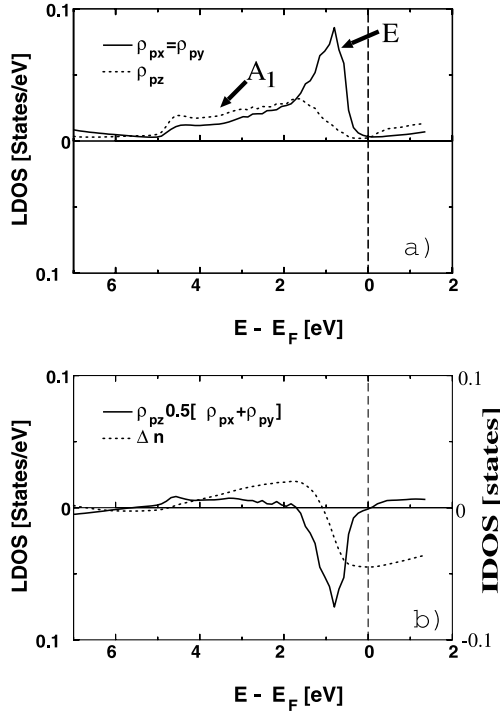 0.1
ρpx=ρpy
ρpz
A1
E
LDOS [States/eV]
0
a)
0.1
6 4 2 0 2
E - EF [eV]
0.1 0.1
ρpz 0.5[ ρpx+ρpy]
Δ n
LDOS [States/eV]
IDOS [states]
0 0
b)
0.1 -0.1
6 4 2 0 2
E - EF [eV]